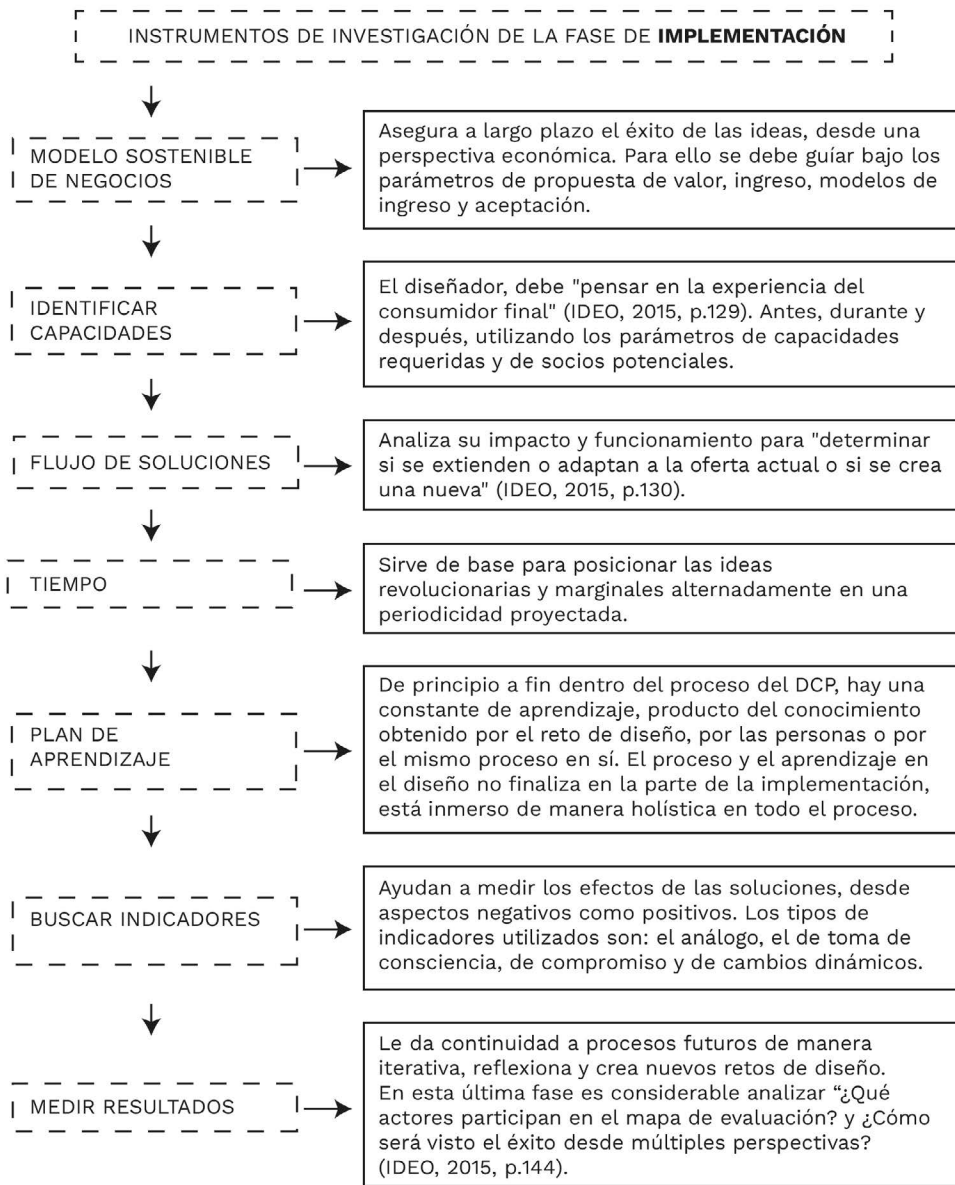 INSTRUMENTOS DE INVESTIGACIÓN DE LA FASE DE IMPLEMENTACIÓN
MODELO SOSTENIBLE
DE NEGOCIOS
Asegura a largo plazo el éxito de las ideas, desde una
perspectiva económica. Para ello se debe guíar bajo los
parámetros de propuesta de valor, ingreso, modelos de
ingreso y aceptación.
IDENTIFICAR
CAPACIDADES
El diseñador, debe "pensar en la experiencia del
consumidor final" (IDEO, 2015, p.129). Antes, durante y
después, utilizando los parámetros de capacidades
requeridas y de socios potenciales.
FLUJO DE SOLUCIONES
Analiza su impacto y funcionamiento para "determinar
si se extienden o adaptan a la oferta actual o si se crea
una nueva" (IDEO, 2015, p.130).
TIEMPO
Sirve de base para posicionar las ideas
revolucionarias y marginales alternadamente en una
periodicidad proyectada.
PLAN DE
APRENDIZAJE
De principio a fin dentro del proceso del DCP, hay una
constante de aprendizaje, producto del conocimiento
obtenido por el reto de diseño, por las personas o por
el mismo proceso en sí. El proceso y el aprendizaje en
el diseño no finaliza en la parte de la implementación,
está inmerso de manera holística en todo el proceso.
BUSCAR INDICADORES
Ayudan a medir los efectos de las soluciones, desde
aspectos negativos como positivos. Los tipos de
indicadores utilizados son: el análogo, el de toma de
consciencia, de compromiso y de cambios dinámicos.
MEDIR RESULTADOS
Le da continuidad a procesos futuros de manera
iterativa, reflexiona y crea nuevos retos de diseño.
En esta última fase es considerable analizar “¿Qué
actores participan en el mapa de evaluación? y ¿Cómo
será visto el éxito desde múltiples perspectivas?
(IDEO, 2015, p.144).